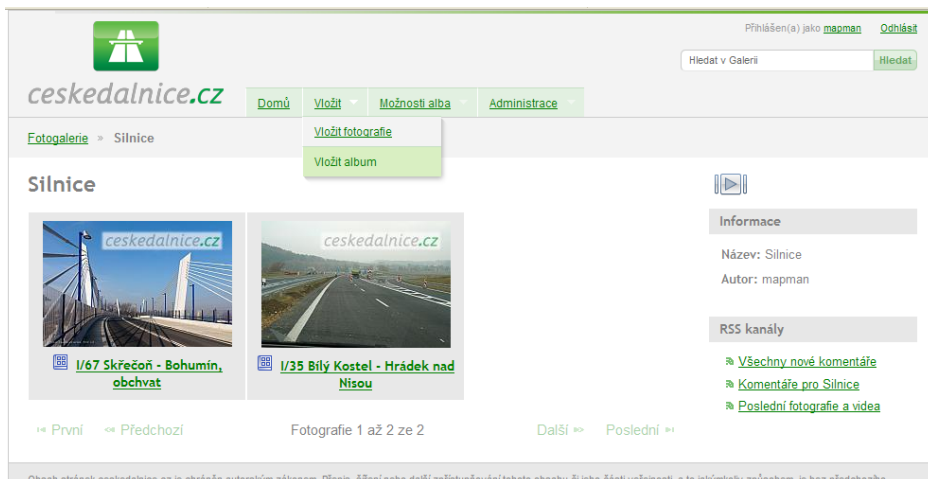 Přihlášen(a) jako mapman Odhlásit
Hledat v Galerii Hledat
ceskedalnice.cz
Domů Vložit Možnosti alba Administrace
Vložit fotografie
Vložit album
Fotogalerie » Silnice
Silnice
ceskedalnice.cz
ceskedalnice.cz
I/67 Skřečoň - Bohumín,
obchvat
I/35 Bílý Kostel - Hrádek nad
Nisou
Informace
Název: Silnice
Autor: mapman
RSS kanály
Všechny nové komentáře
Komentáře pro Silnice
Poslední fotografie a videa
První Předchozí Fotografie 1 až 2 ze 2 Další Poslední